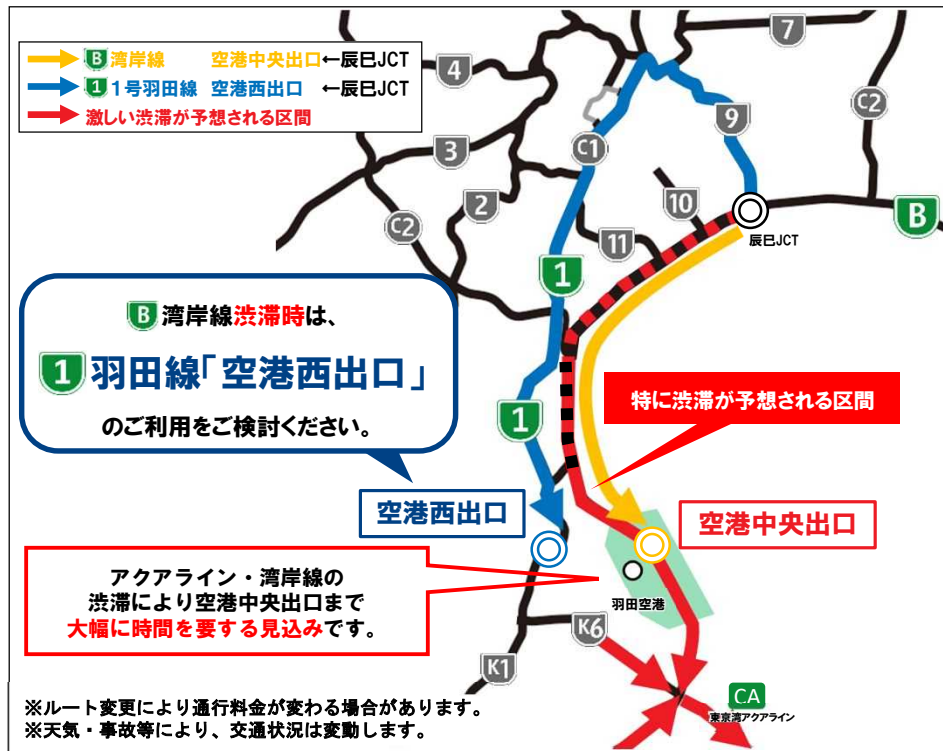 B 湾岸線 空港中央出口←辰巳JCT
1 1号羽田線 空港西出口 ←辰巳JCT
激しい渋滞が予想される区間
7
4
C2
9
C1
3
2
10
C2
11
B
辰巳JCT
1
B 湾岸線渋滞時は、
1 羽田線「空港西出口」
のご利用をご検討ください。
特に渋滞が予想される区間
1
空港西出口
空港中央出口
アクアライン・湾岸線の
渋滞により空港中央出口まで
大幅に時間を要する見込みです。
羽田空港
K6
K1
CA
東京湾アクアライン
※ルート変更により通行料金が変わる場合があります。
※天気・事故等により、交通状況は変動します。